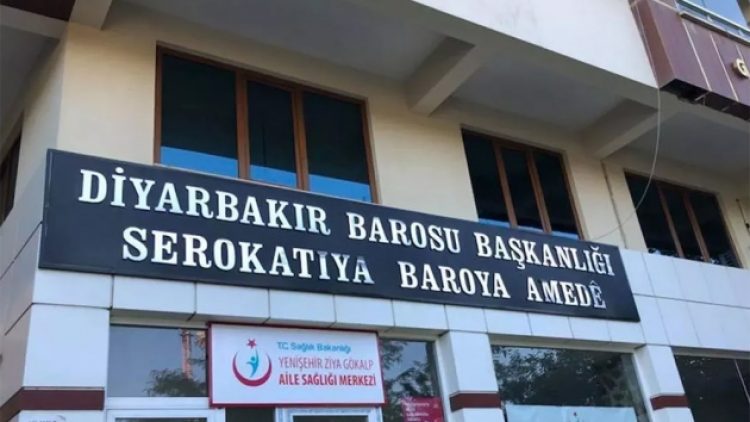 DİYARBAKIR BAROSU BAŞKANLIĞI
SEROKATIYA BAROYA AMEDÊ
T.C. Sağlık Bakanlığı
YENİŞEHİR ZİYA GÖKALP
AİLE SAĞLIĞI MERKEZİ